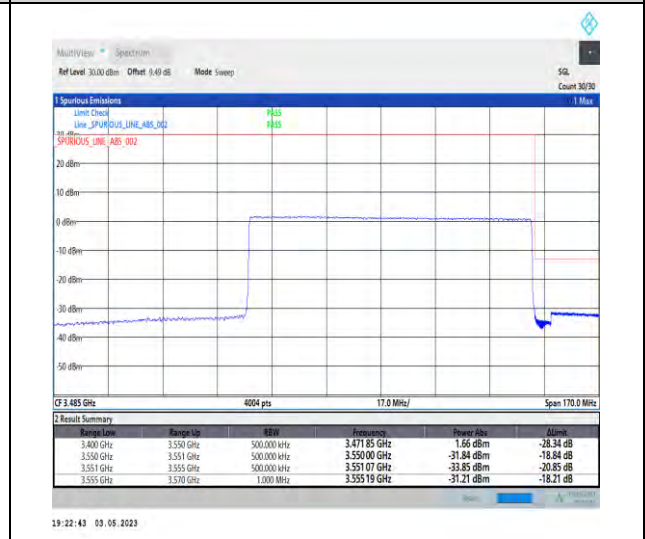 MultiView Spectrum
Ref Level 30.00 dBm Offset 9.49 dB Mode Sweep SGL
Count 30/30
1 Spurious Emissions 1 Max
Limit Check PASS
Line _SPURIOUS_LINE_ABS_002 PASS
_SPURIOUS_LINE_ABS_002
20 dBm
10 dBm
0 dBm
-10 dBm
-20 dBm
-30 dBm
-40 dBm
-50 dBm
CF 3.485 GHz 4004 pts 17.0 MHz/ Span 170.0 MHz
2 Result Summary
Range Low Range Up RBW Frequency Power Abs ΔLimit
3.400 GHz 3.550 GHz 500.000 kHz 3.471 85 GHz 1.66 dBm -28.34 dB
3.550 GHz 3.551 GHz 500.000 kHz 3.550 00 GHz -31.84 dBm -18.84 dB
3.551 GHz 3.555 GHz 500.000 kHz 3.551 07 GHz -33.85 dBm -20.85 dB
3.555 GHz 3.570 GHz 1.000 MHz 3.555 19 GHz -31.21 dBm -18.21 dB
19:22:43 03.05.2023